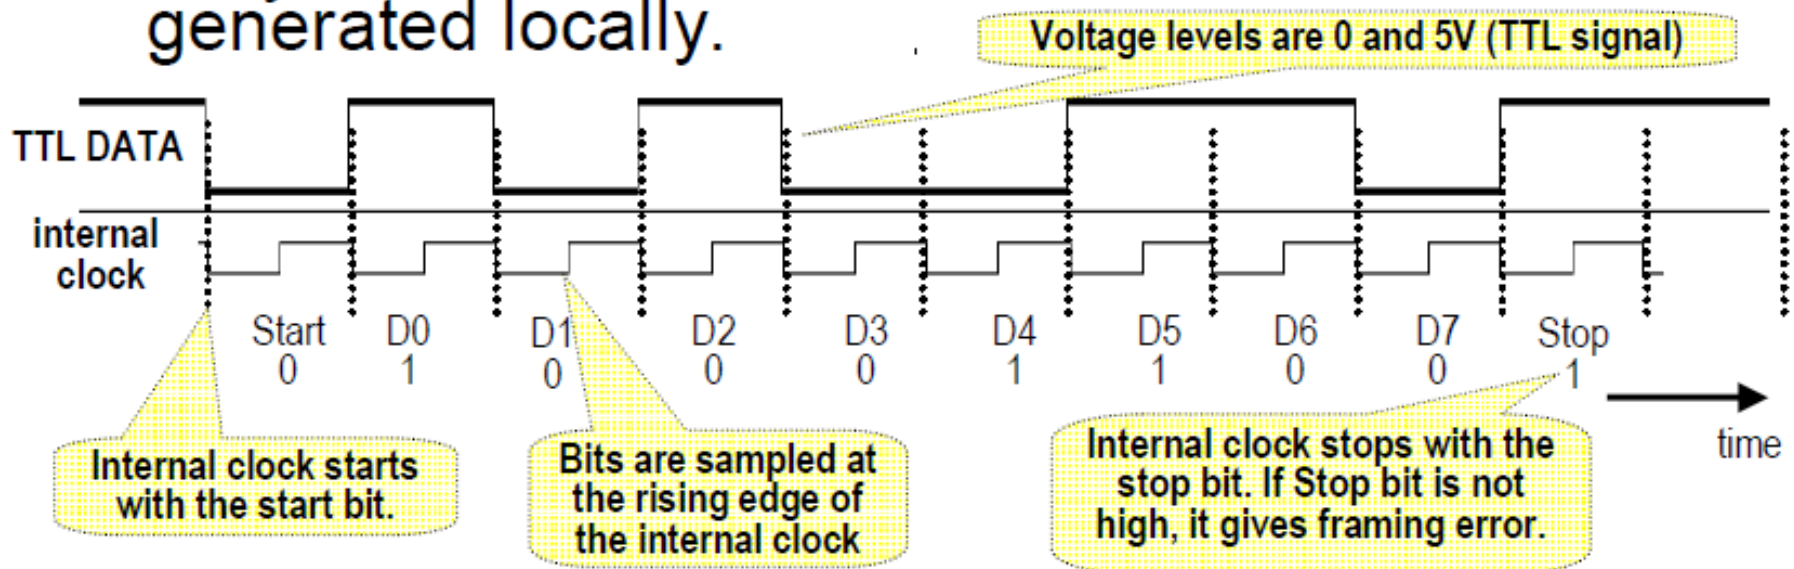 generated locally.
Voltage levels are 0 and 5V (TTL signal)
TTL DATA
internal
clock
Start D0 D1 D2 D3 D4 D5 D6 D7 Stop
0 1 0 0 0 1 1 0 0 1
time
Internal clock starts
with the start bit.
Bits are sampled at
the rising edge of
the internal clock
Internal clock stops with the
stop bit. If Stop bit is not
high, it gives framing error.